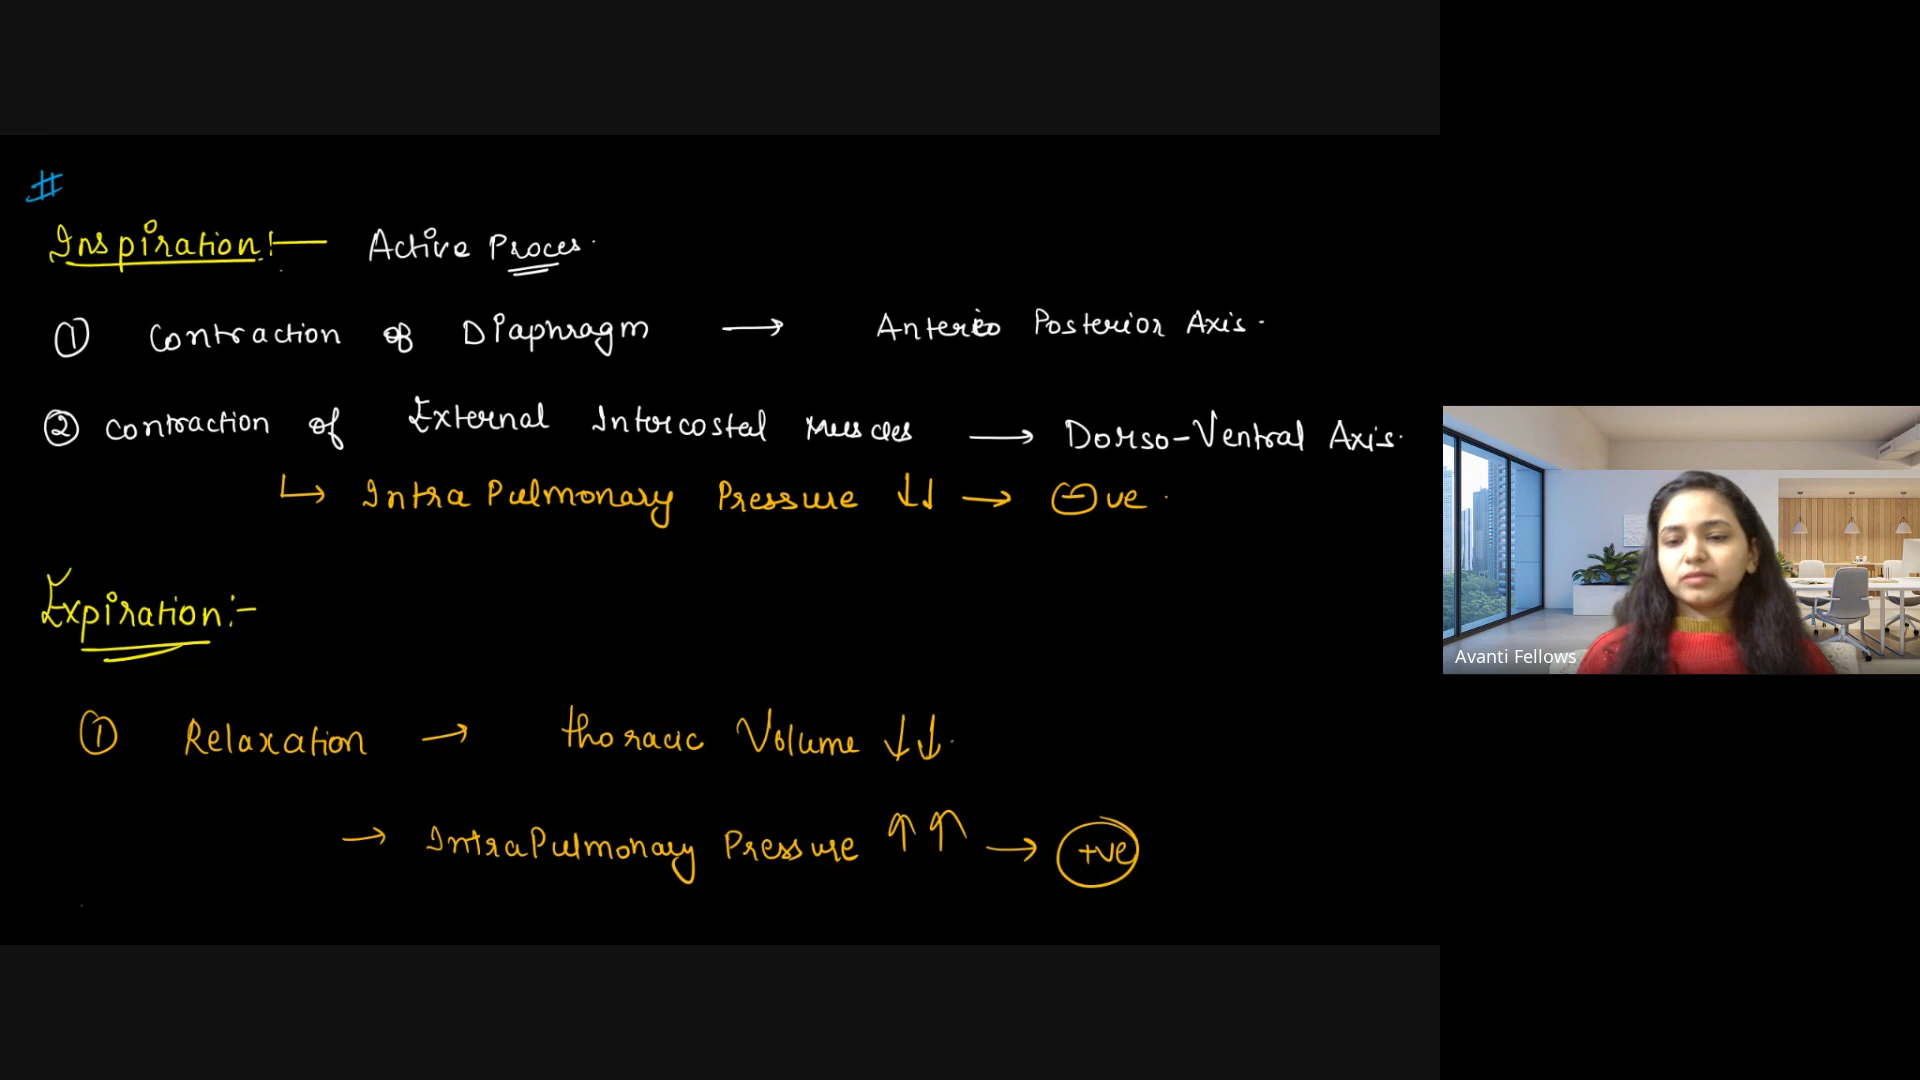 #
Inspiration:— Active Proces.
① Contraction of Diaphragm → Anterio Posterior Axis.
② Contraction of External Intercostal Muscles → Dorso-Ventral Axis.
↳ Intra Pulmonary Pressure ↓↓ → ⊖ve.
Expiration:-
① Relaxation → thoracic Volume ↓↓.
→ IntraPulmonary Pressure ↑↑ → +ve
Avanti Fellows